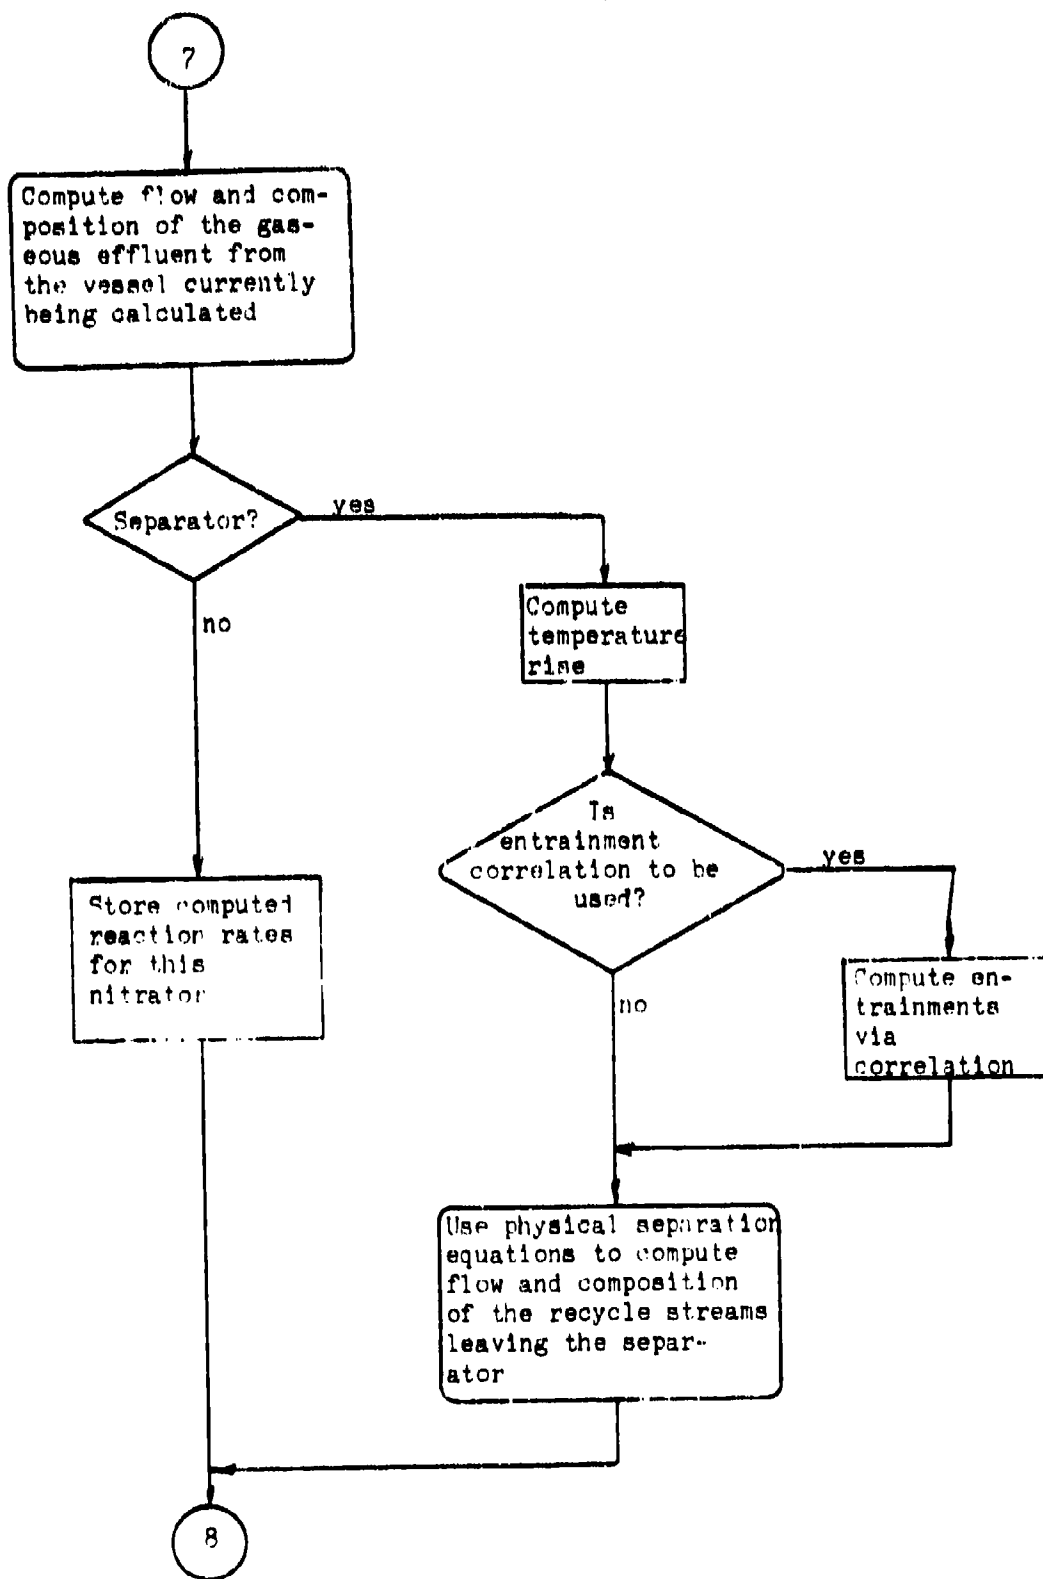 7
Compute flow and com-
position of the gas-
eous effluent from
the vessel currently
being calculated
Separator?
yes
no
Compute
temperature
rise
Is
entrainment
correlation to be
used?
yes
no
Store computed
reaction rates
for this
nitrator
Compute en-
trainments
via
correlation
Use physical separation
equations to compute
flow and composition
of the recycle streams
leaving the separ-
ator
8